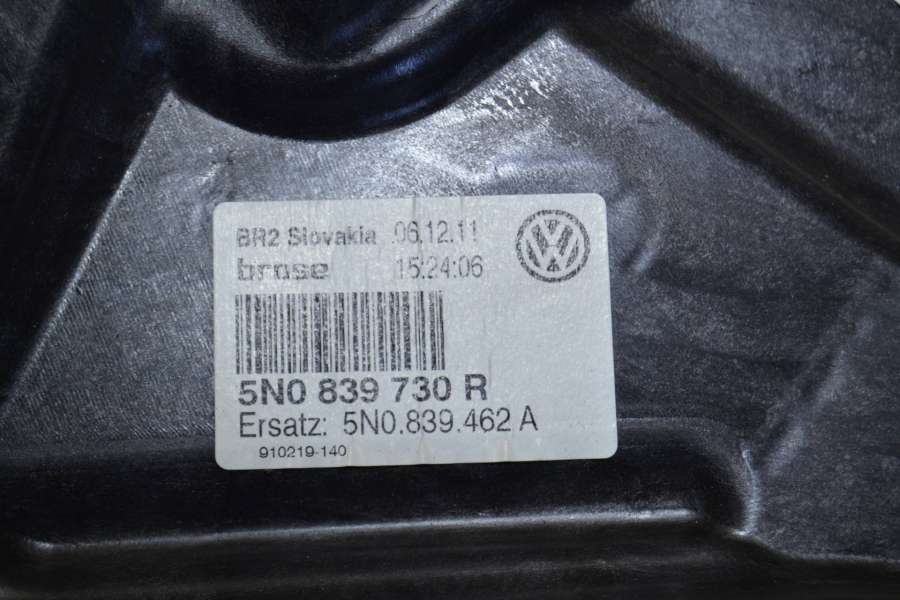 BR2 Slovakia 06.12.11
brose 15:24:06
5N0 839 730 R
Ersatz: 5N0.839.462 A
910219-140